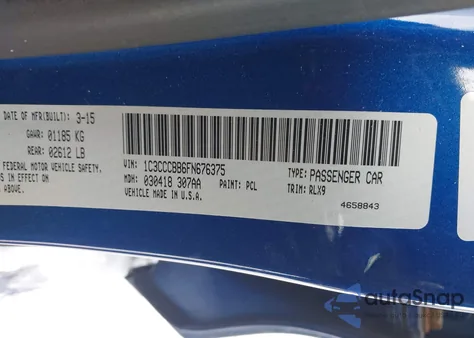 DATE OF MFR(BUILT): 3-15
GAWR: 01185 KG
REAR: 02612 LB
FEDERAL MOTOR VEHICLE SAFETY.
IS IN EFFECT ON
ABOVE.
VIN: 1C3CCCBB6FN676375
TYPE: PASSENGER CAR
MDH: 030418 307AA
PAINT: PCL
TRIM: RLX9
VEHICLE MADE IN U.S.A.
4658843
autoSnap